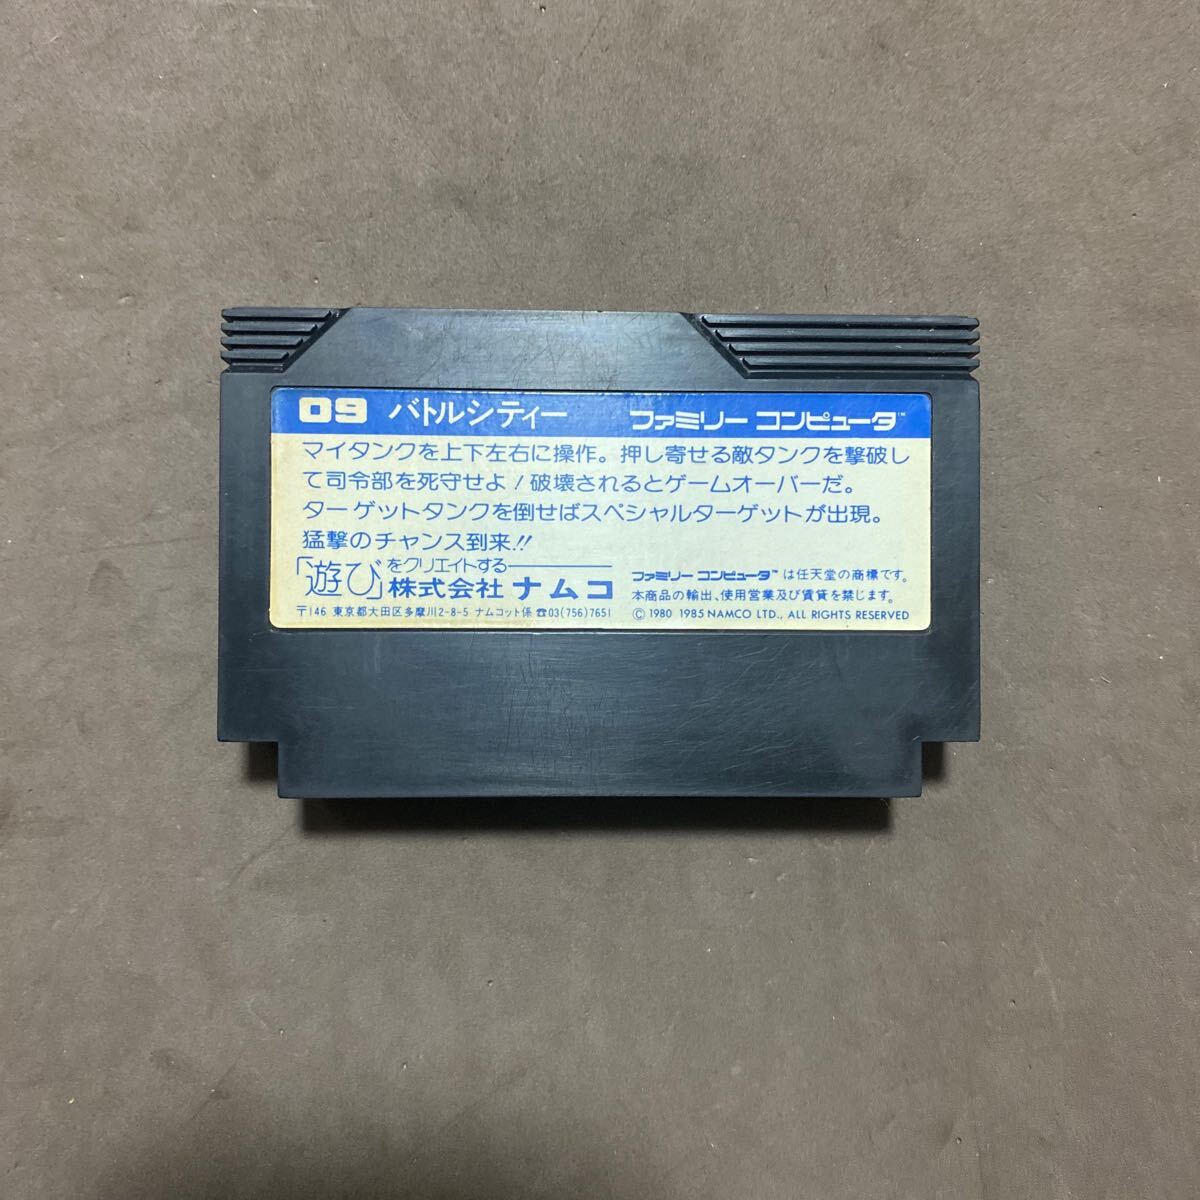 09 バトルシティー ファミリーコンピュータ™
マイタンクを上下左右に操作。押し寄せる敵タンクを撃破し
て司令部を死守せよ!破壊されるとゲームオーバーだ。
ターゲットタンクを倒せばスペシャルターゲットが出現。
猛撃のチャンス到来!!
「遊び」をクリエイトする
株式会社ナムコ
〒146 東京都大田区多摩川2-8-5 ナムコット係 ☎03(756)7651
ファミリーコンピュータ™は任天堂の商標です。
本商品の輸出、使用営業及び賃貸を禁じます。
© 1980 1985 NAMCO LTD., ALL RIGHTS RESERVED